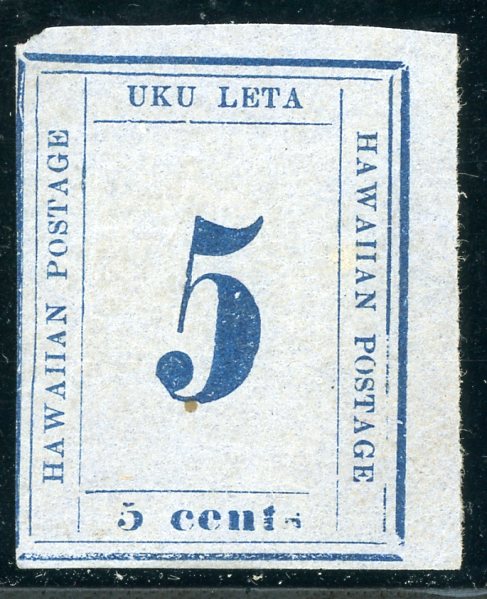 UKU LETA
HAWAIIAN POSTAGE
5
HAWAIIAN POSTAGE
5 cents